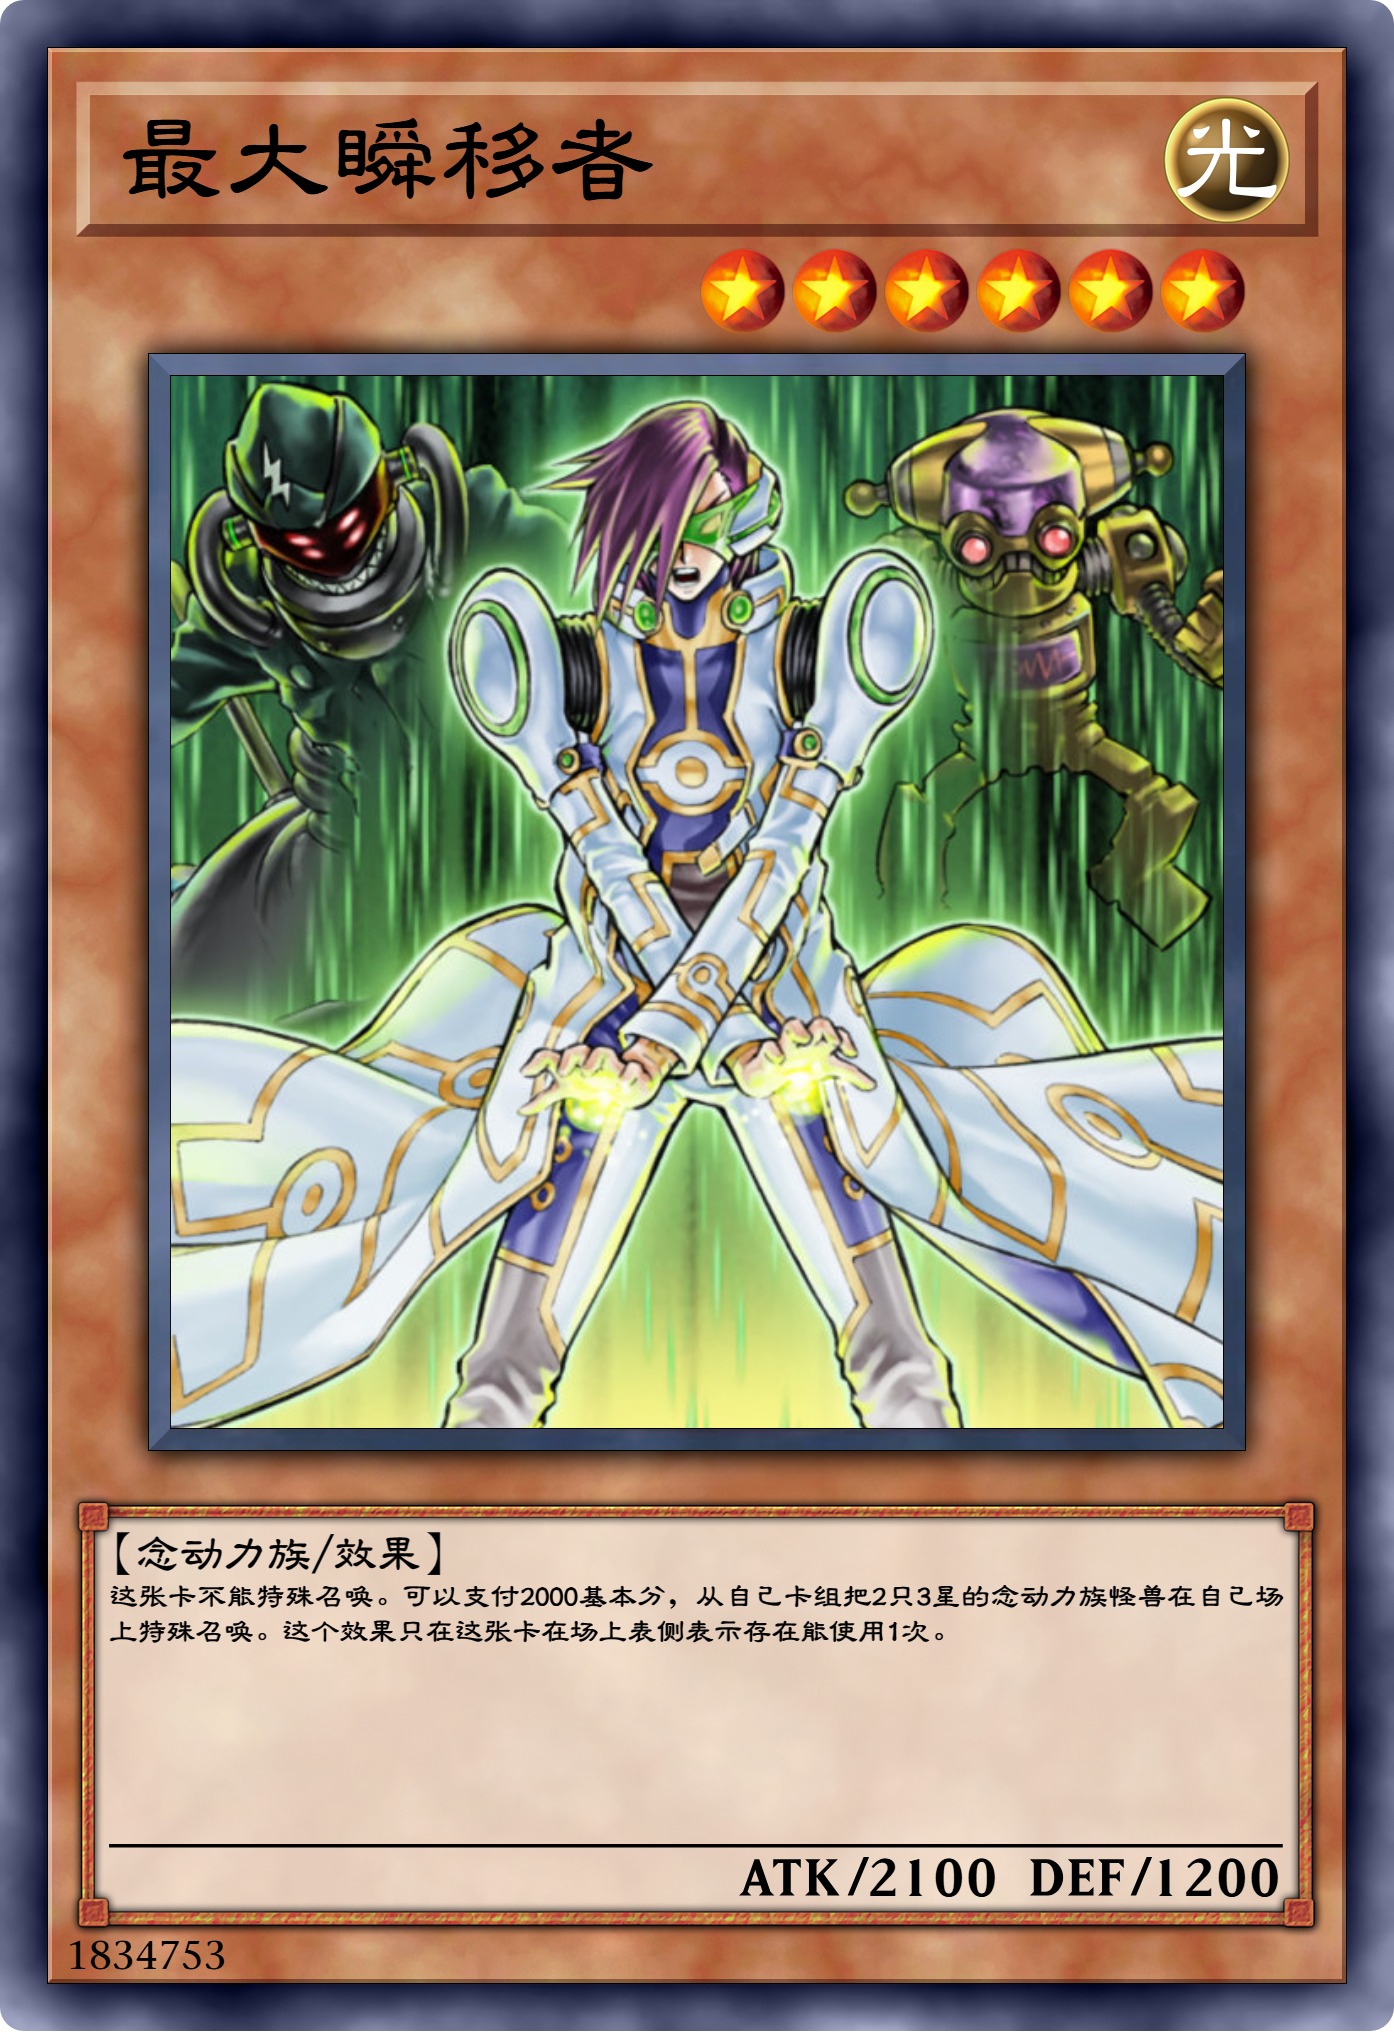 最大瞬移者
光
【念动力族/效果】
这张卡不能特殊召唤。可以支付2000基本分，从自己卡组把2只3星的念动力族怪兽在自己场
上特殊召唤。这个效果只在这张卡在场上表侧表示存在能使用1次。
ATK/2100 DEF/1200
1834753